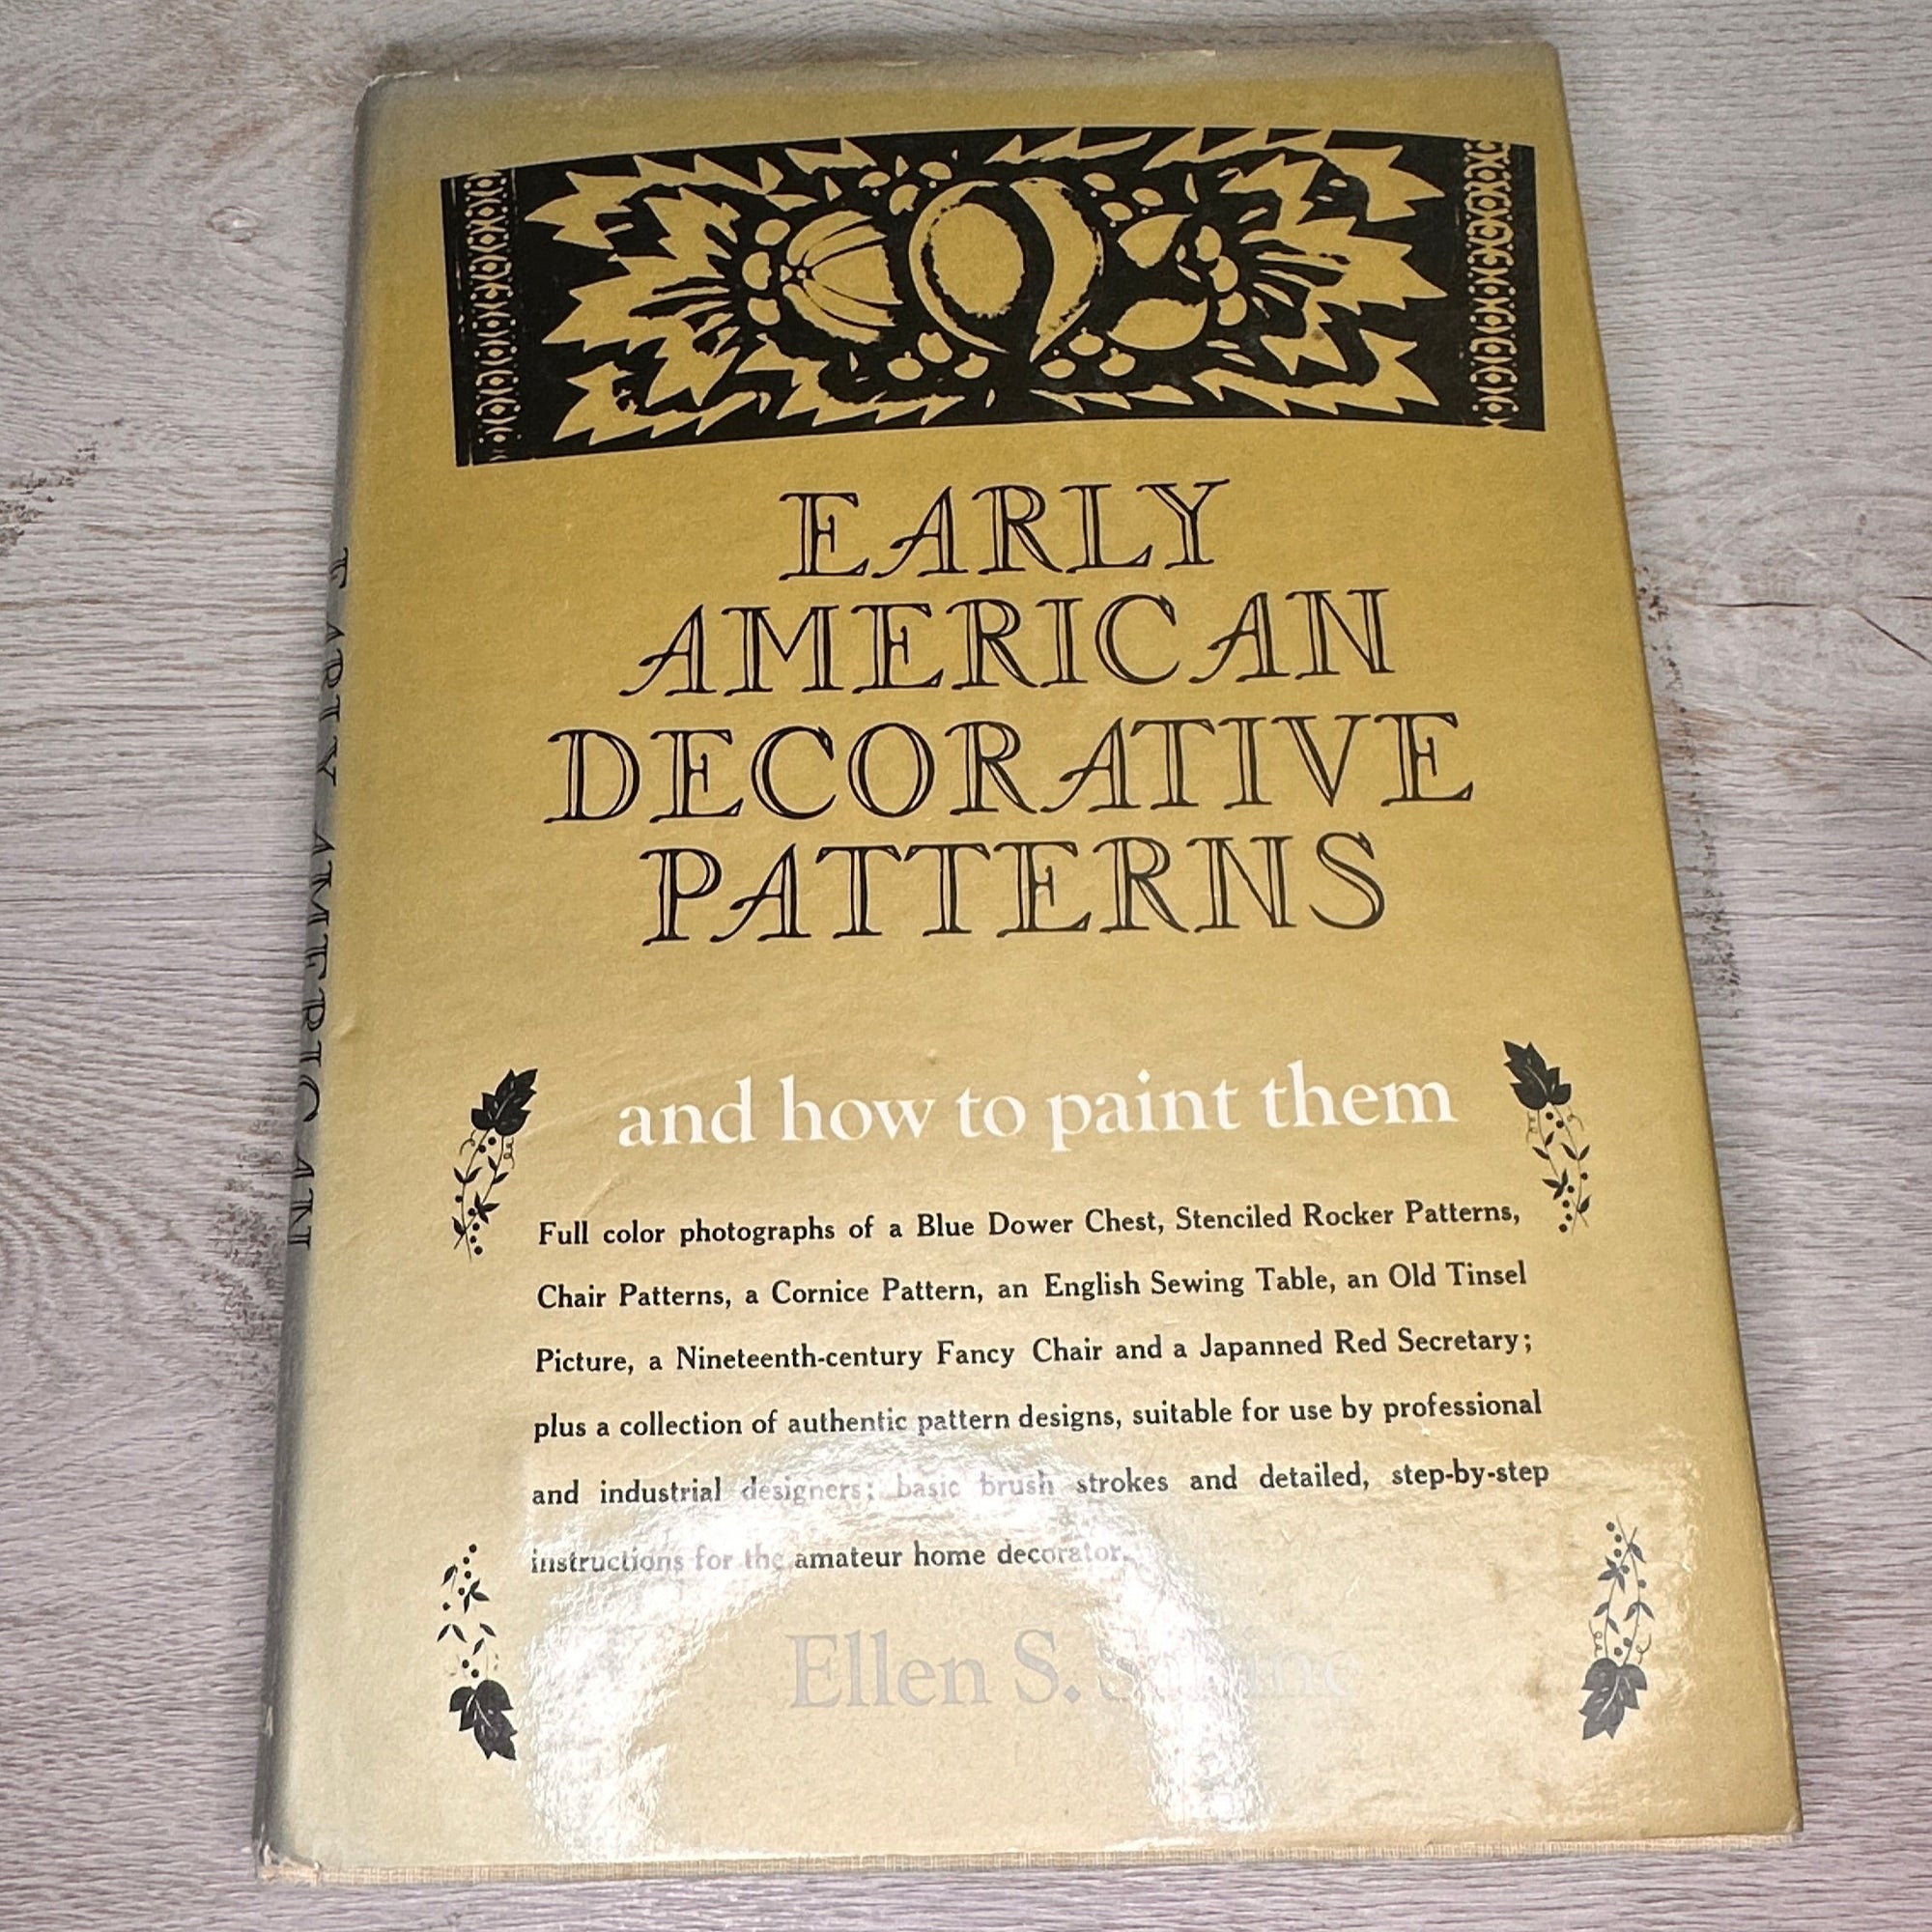 EARLY
AMERICAN
DECORATIVE
PATTERNS
and how to paint them
Full color photographs of a Blue Dower Chest, Stenciled Rocker Patterns,
Chair Patterns, a Cornice Pattern, an English Sewing Table, an Old Tinsel
Picture, a Nineteenth-century Fancy Chair and a Japanned Red Secretary;
plus a collection of authentic pattern designs, suitable for use by professional
and industrial designers; basic brush strokes and detailed, step-by-step
instructions for the amateur home decorator.
Ellen S.
EARLY AMERICAN